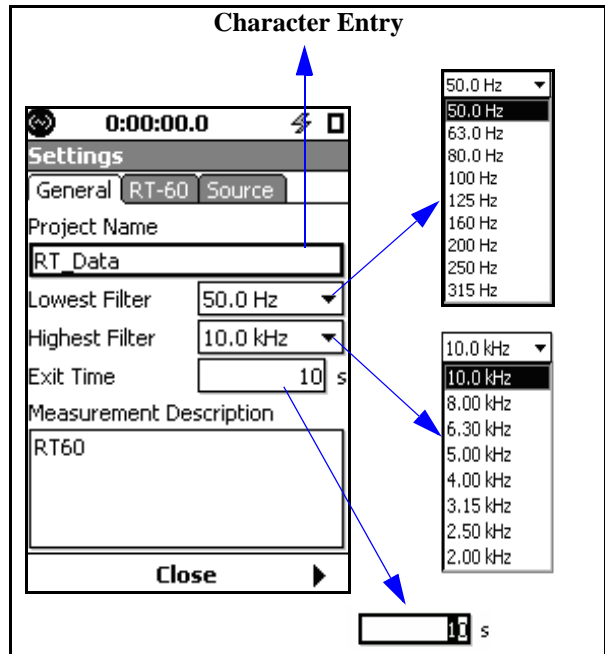 Character Entry
0:00:00.0
Settings
General RT-60 Source
Project Name
RT_Data
Lowest Filter 50.0 Hz
Highest Filter 10.0 kHz
Exit Time 10 s
Measurement Description
RT60
Close
50.0 Hz
50.0 Hz
63.0 Hz
80.0 Hz
100 Hz
125 Hz
160 Hz
200 Hz
250 Hz
315 Hz
10.0 kHz
10.0 kHz
8.00 kHz
6.30 kHz
5.00 kHz
4.00 kHz
3.15 kHz
2.50 kHz
2.00 kHz
10 s